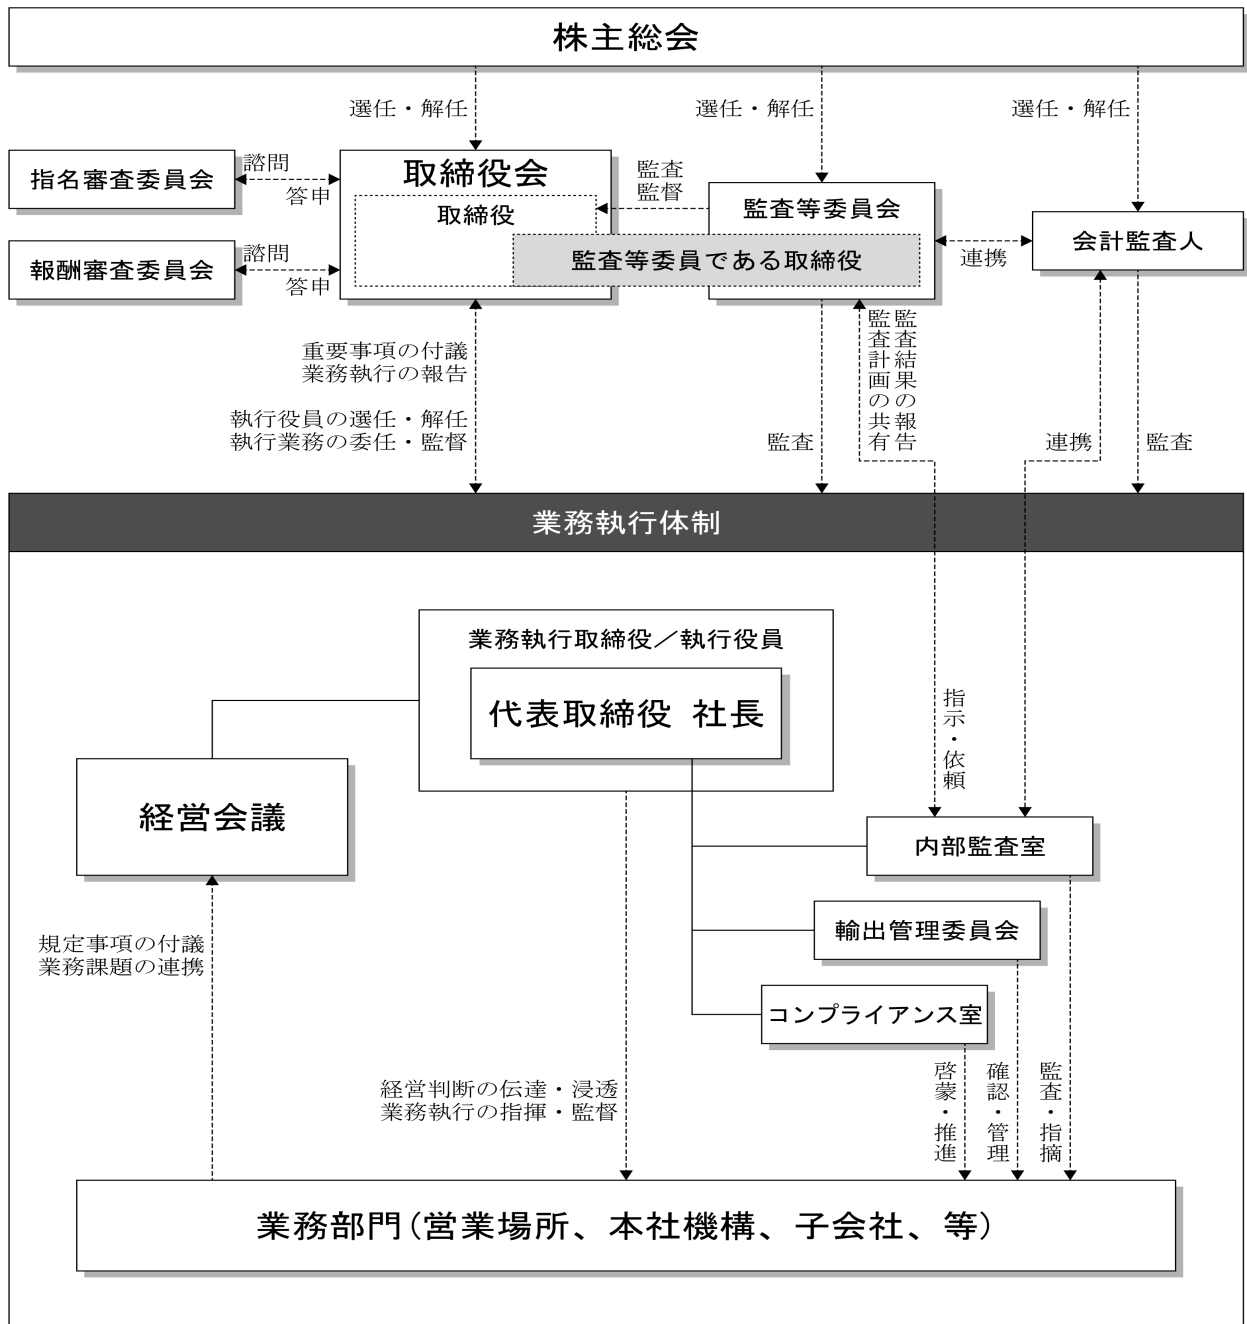 株主総会
選任・解任
選任・解任
選任・解任
指名審査委員会
諮問
答申
取締役会
取締役
監査
監督
監査等委員会
監査等委員である取締役
連携
会計監査人
報酬審査委員会
諮問
答申
重要事項の付議
業務執行の報告
執行役員の選任・解任
執行業務の委任・監督
監査
監査結果の報告
監査計画の共有
連携
監査
業務執行体制
業務執行取締役／執行役員
代表取締役 社長
指示・依頼
経営会議
内部監査室
輸出管理委員会
コンプライアンス室
規定事項の付議
業務課題の連携
経営判断の伝達・浸透
業務執行の指揮・監督
啓蒙・推進
確認・管理
監査・指摘
業務部門(営業場所、本社機構、子会社、等)